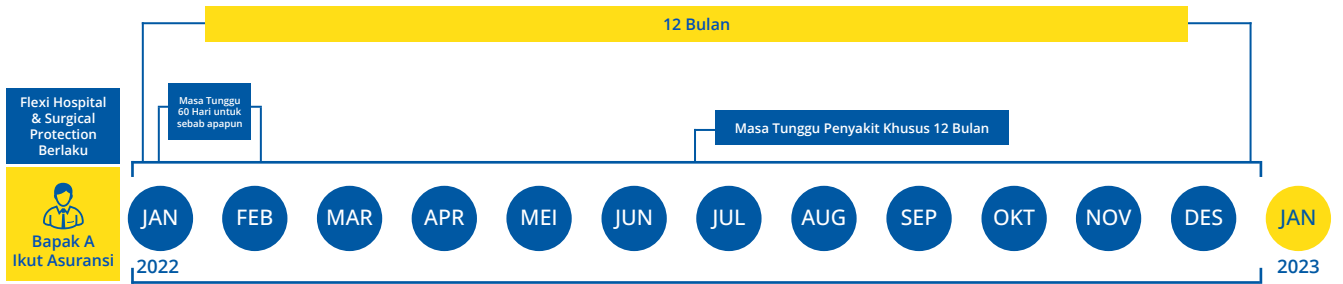 12 Bulan
Flexi Hospital
& Surgical
Protection
Berlaku
Masa Tunggu
60 Hari untuk
sebab apapun
Masa Tunggu Penyakit Khusus 12 Bulan
Bapak A
Ikut Asuransi
JAN
FEB
MAR
APR
MEI
JUN
JUL
AUG
SEP
OKT
NOV
DES
JAN
2022
2023